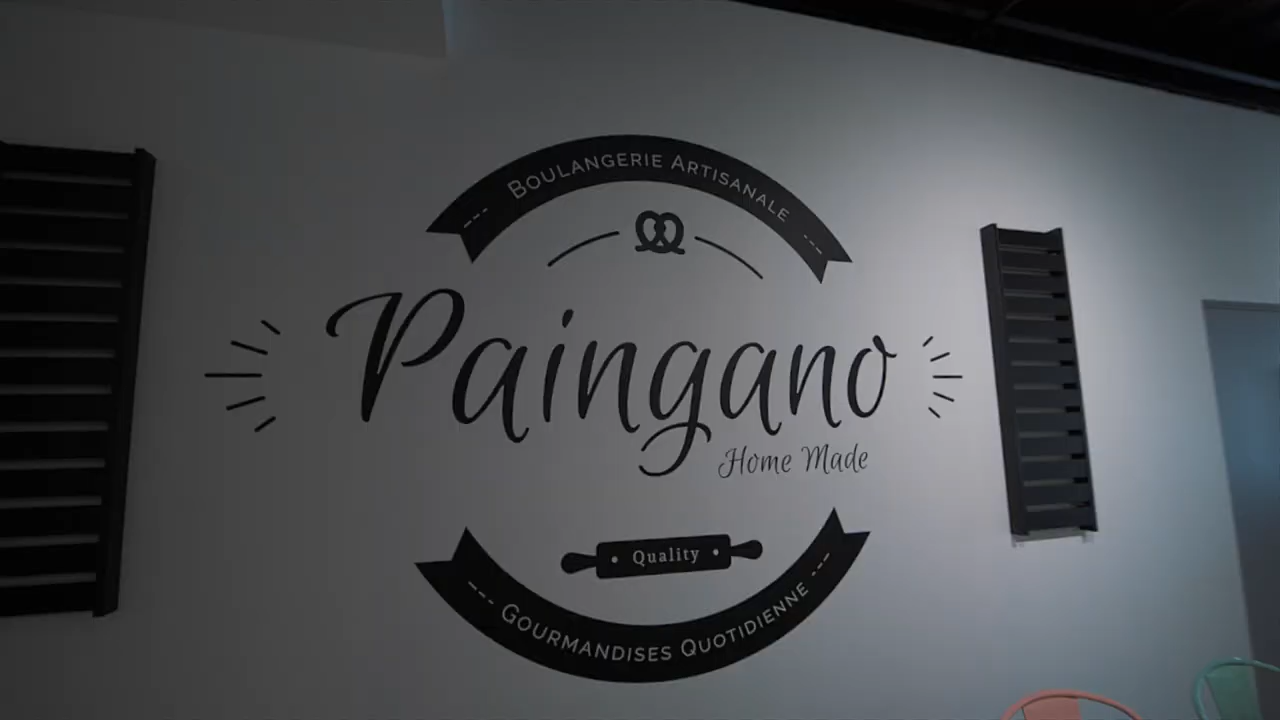 Boulangerie Artisanale
Paingano
Home Made
Quality
Gourmandises Quotidienne